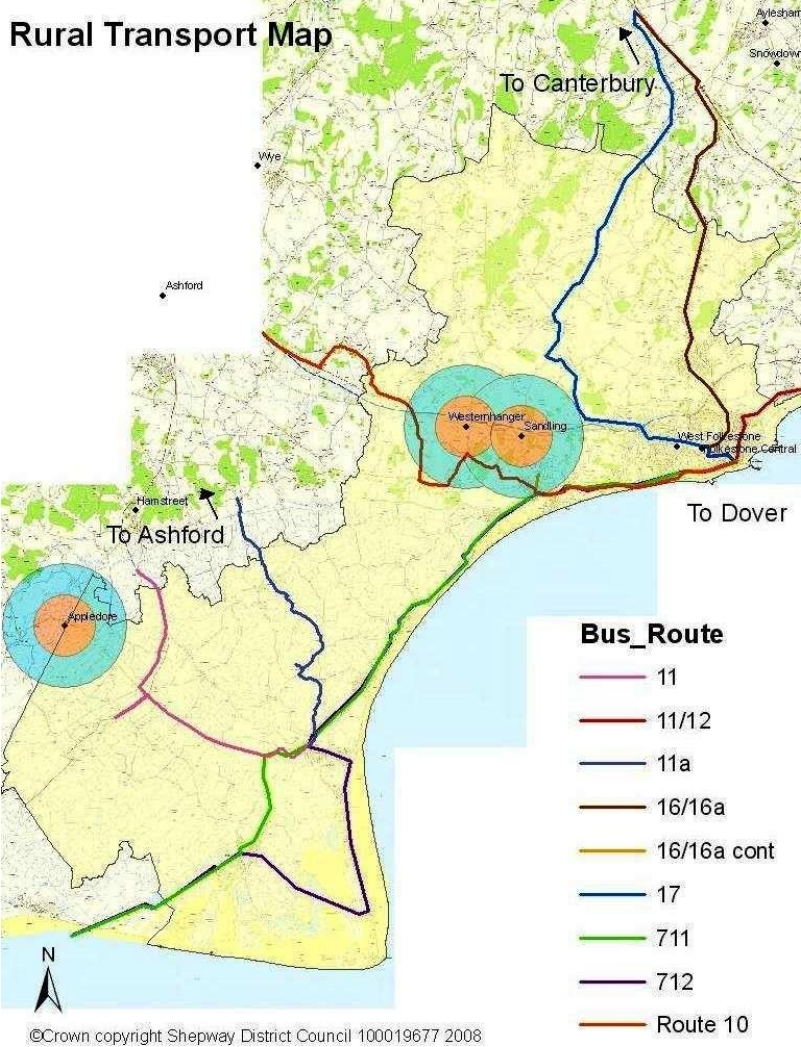 Rural Transport Map
Aylesham
Snowdown
To Canterbury
Wye
Ashford
Westernhanger
Sandling
West Folkestone
Folkestone Central
Hamstreet
To Ashford
To Dover
Appledore
Bus_Route
11
11/12
11a
16/16a
16/16a cont
17
711
712
Route 10
N
©Crown copyright Shepway District Council 100019677 2008